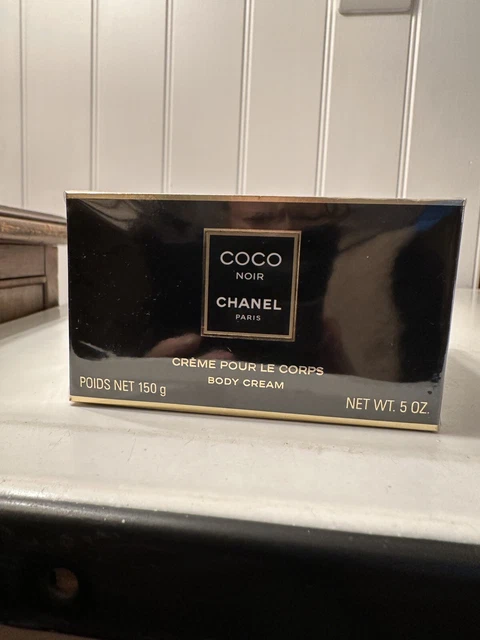 COCO
NOIR
CHANEL
PARIS
CRÈME POUR LE CORPS
BODY CREAM
POIDS NET 150 g
NET WT. 5 OZ.